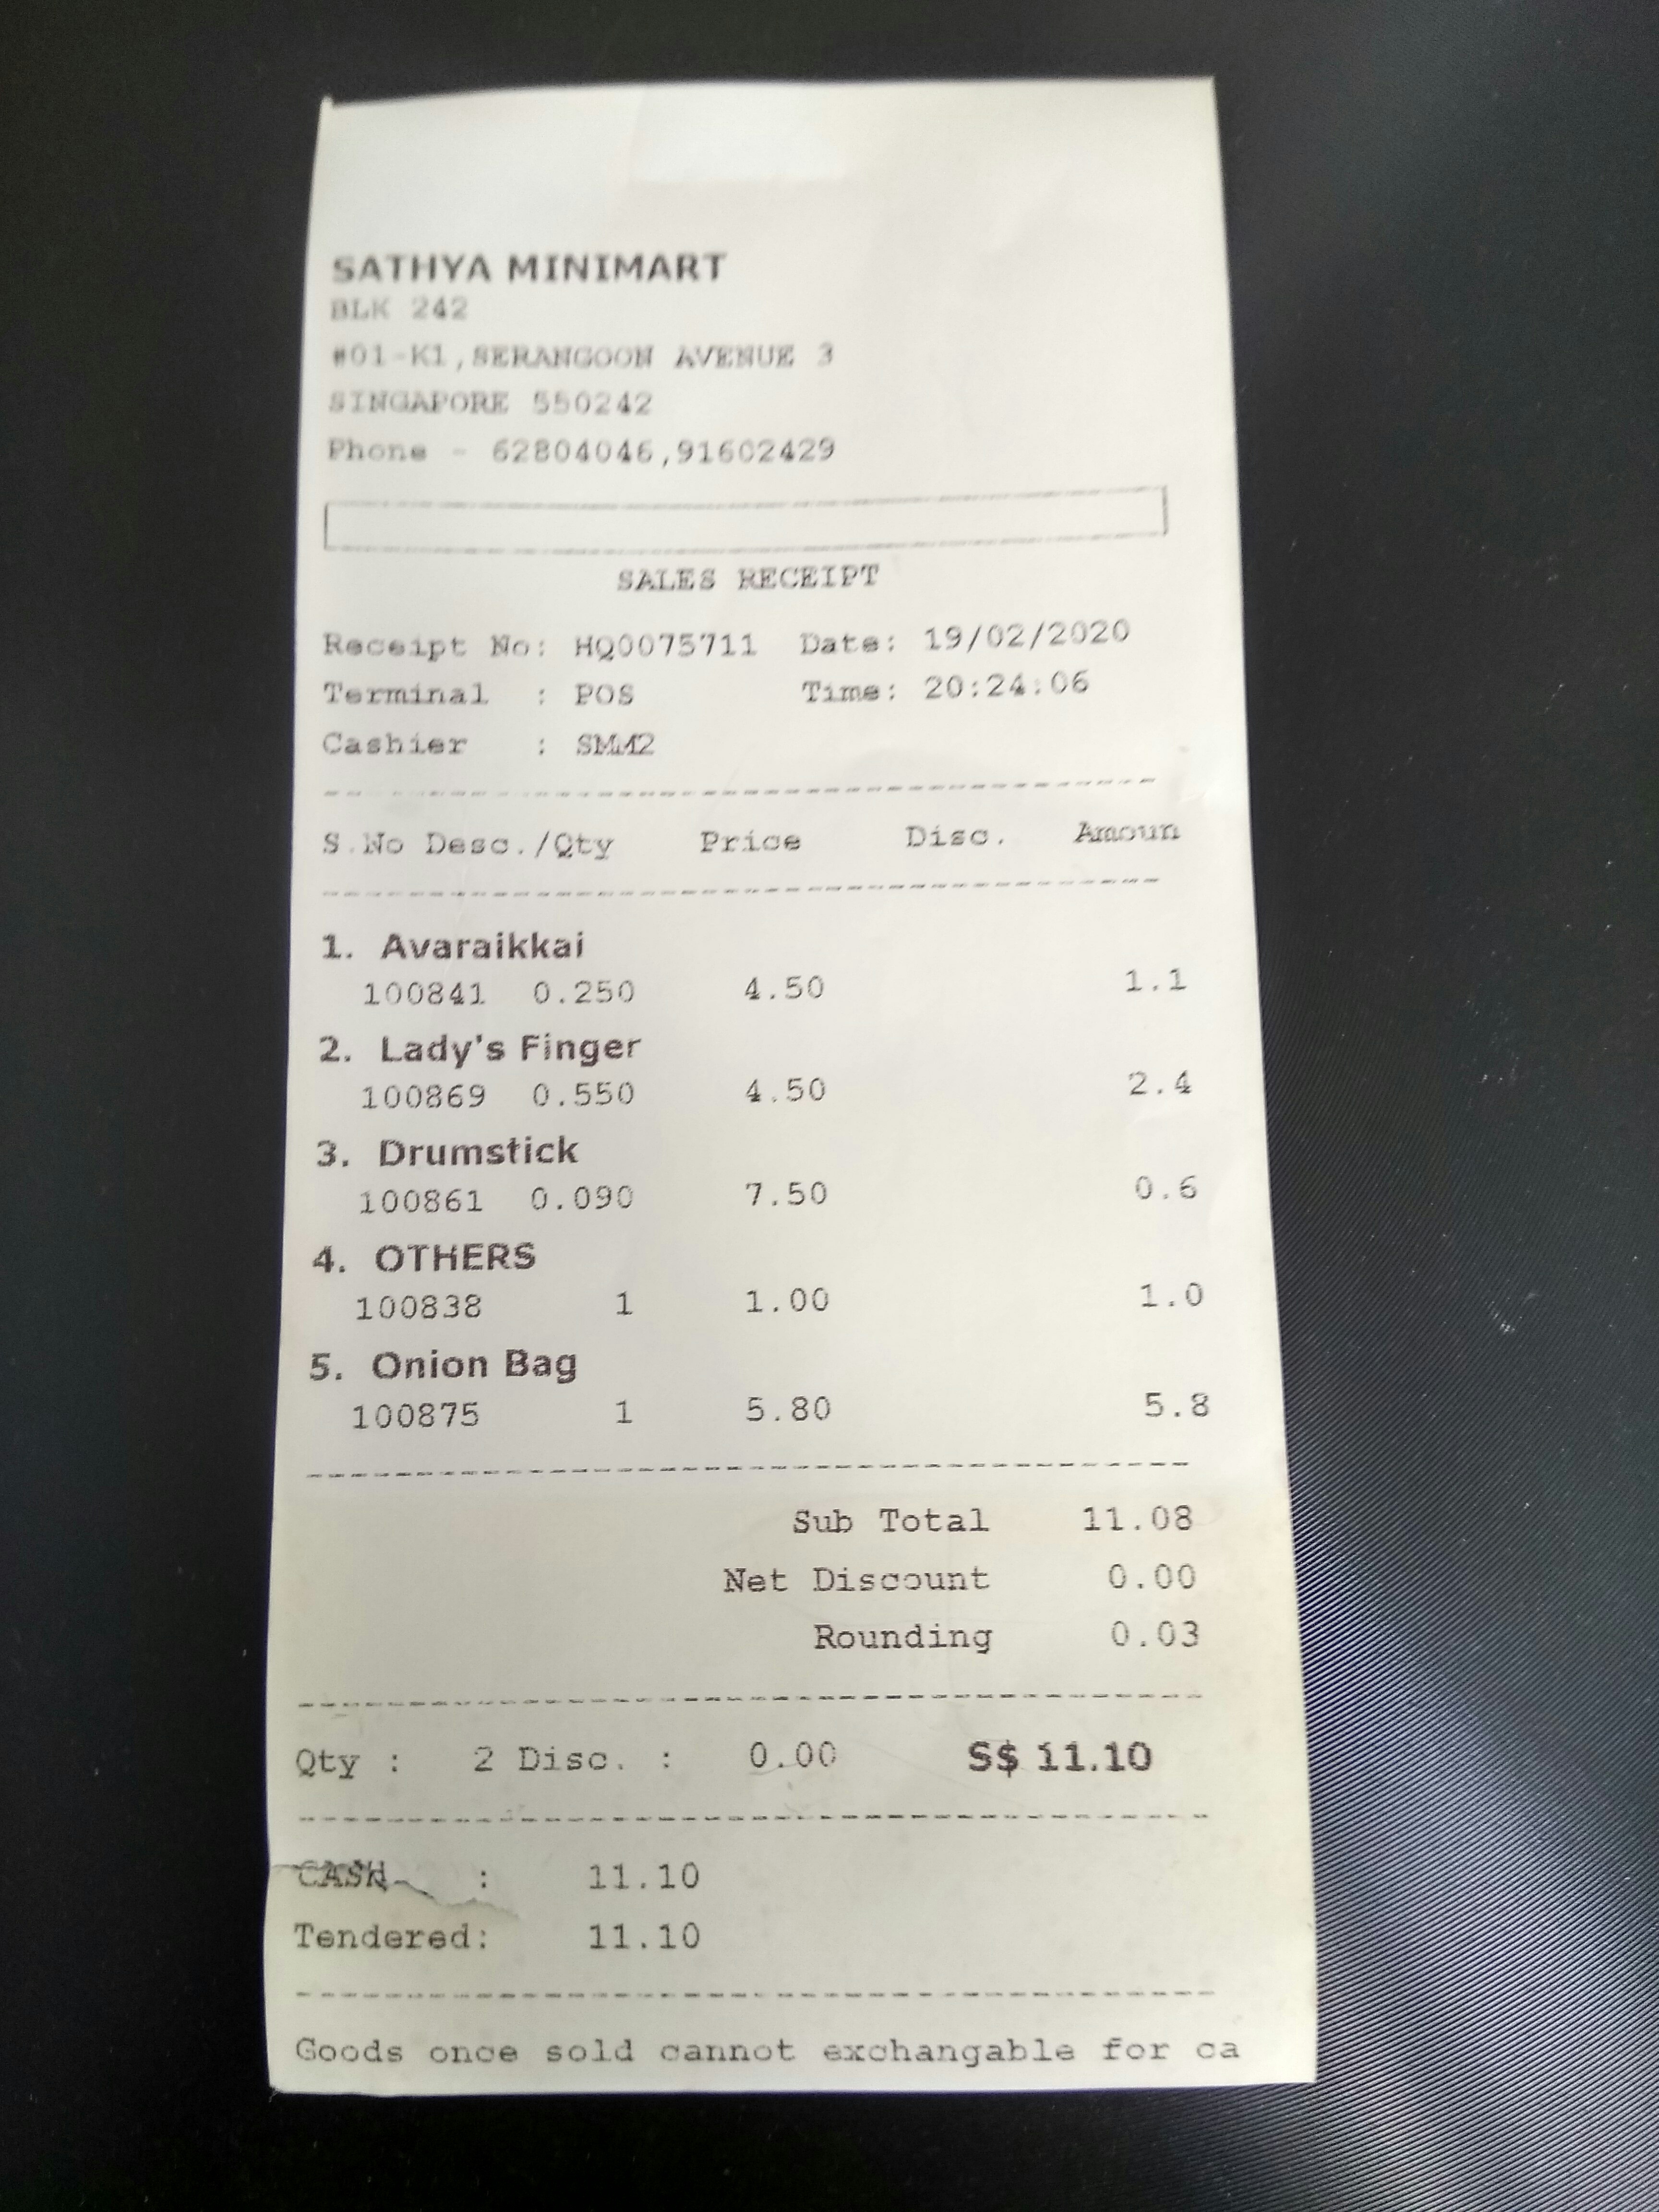 SATHYA MINIMART
BLK 242
#01-K1,SERANGOON AVENUE 3
SINGAPORE 550242
Phone - 62804046,91602429
SALES RECEIPT
Receipt No: HQ0075711 Date: 19/02/2020
Terminal : POS Time: 20:24:06
Cashier : SMM2
S.No Desc./Qty Price Disc. Amoun
1. Avaraikkai
100841 0.250 4.50 1.1
2. Lady's Finger
100869 0.550 4.50 2.4
3. Drumstick
100861 0.090 7.50 0.6
4. OTHERS
100838 1 1.00 1.0
5. Onion Bag
100875 1 5.80 5.8
Sub Total 11.08
Net Discount 0.00
Rounding 0.03
Qty : 2 Disc. : 0.00 S$ 11.10
CASH : 11.10
Tendered: 11.10
Goods once sold cannot exchangable for ca